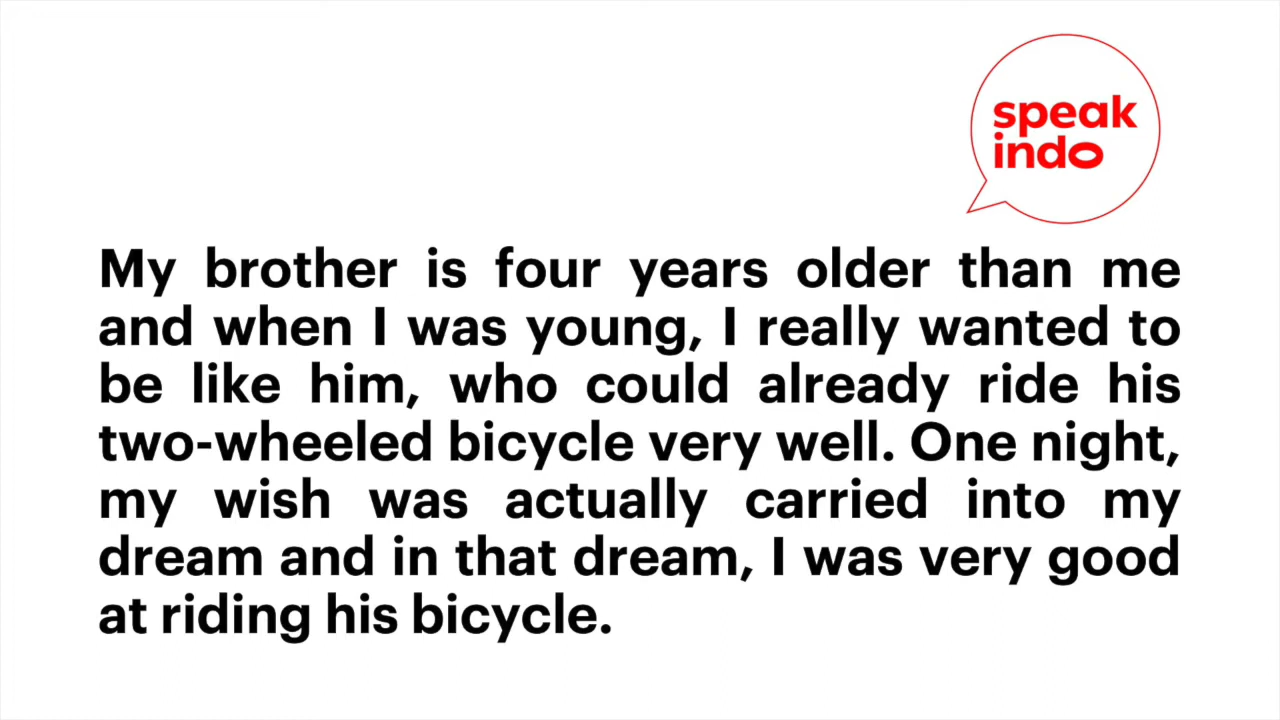 speak
indo
My brother is four years older than me
and when I was young, I really wanted to
be like him, who could already ride his
two-wheeled bicycle very well. One night,
my wish was actually carried into my
dream and in that dream, I was very good
at riding his bicycle.